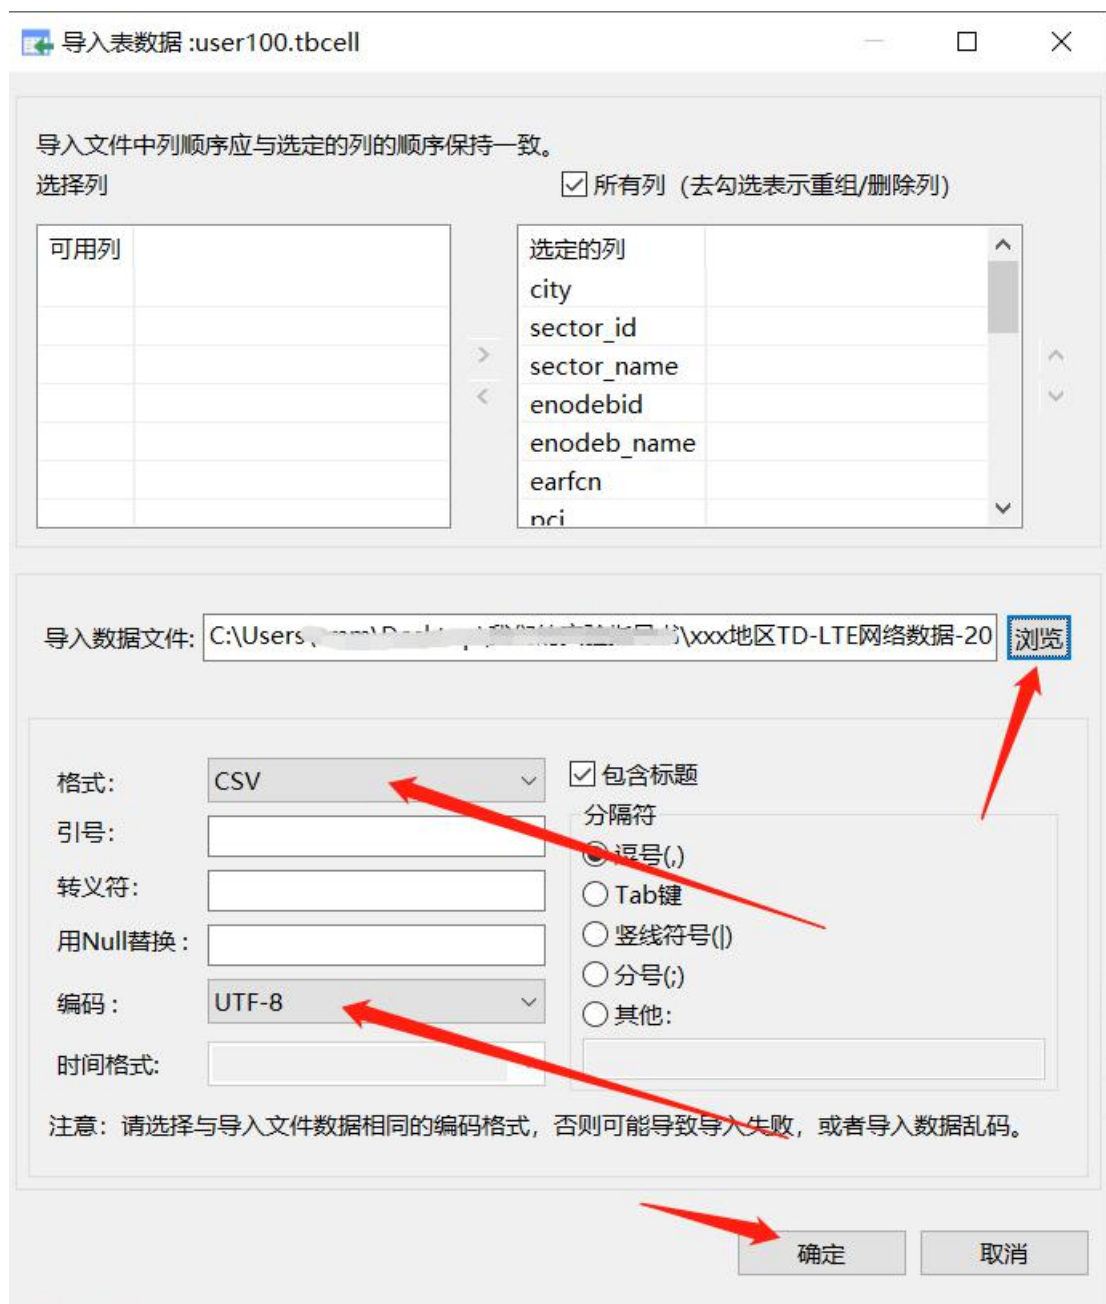 导入表数据 :user100.tbcell
导入文件中列顺序应与选定的列的顺序保持一致。
选择列
所有列（去勾选表示重组/删除列）
可用列
选定的列
city
sector_id
sector_name
enodebid
enodeb_name
earfcn
pci
导入数据文件: C:\Users\ \xxx地区TD-LTE网络数据-20
浏览
格式: CSV
包含标题
引号:
分隔符
逗号(,)
转义符:
Tab键
用Null替换 :
竖线符号(|)
分号(;)
编码 : UTF-8
其他:
时间格式:
注意：请选择与导入文件数据相同的编码格式，否则可能导致导入失败，或者导入数据乱码。
确定
取消